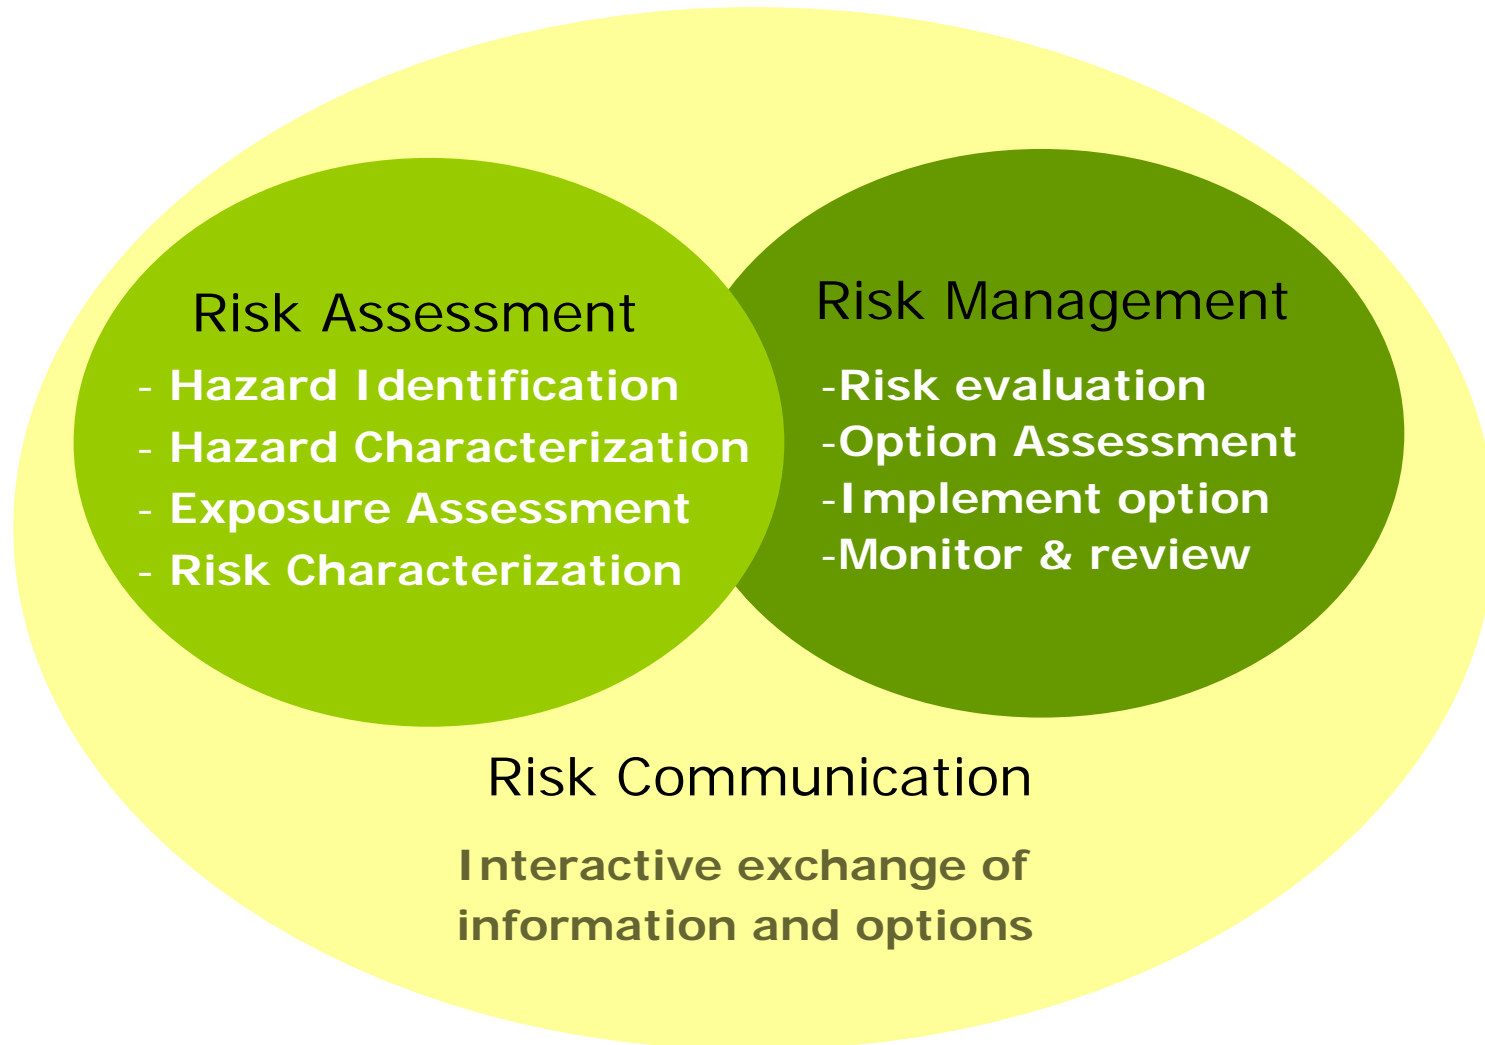 Risk Assessment
- Hazard Identification
- Hazard Characterization
- Exposure Assessment
- Risk Characterization
Risk Management
-Risk evaluation
-Option Assessment
-Implement option
-Monitor & review
Risk Communication
Interactive exchange of
information and options